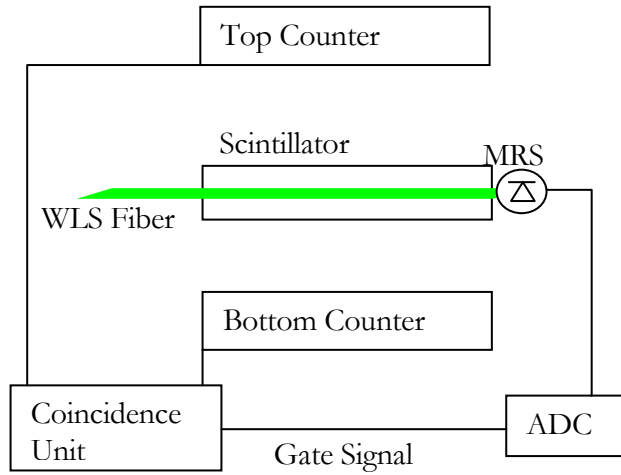 Top Counter
Scintillator
MRS
WLS Fiber
Bottom Counter
Coincidence
Unit
ADC
Gate Signal